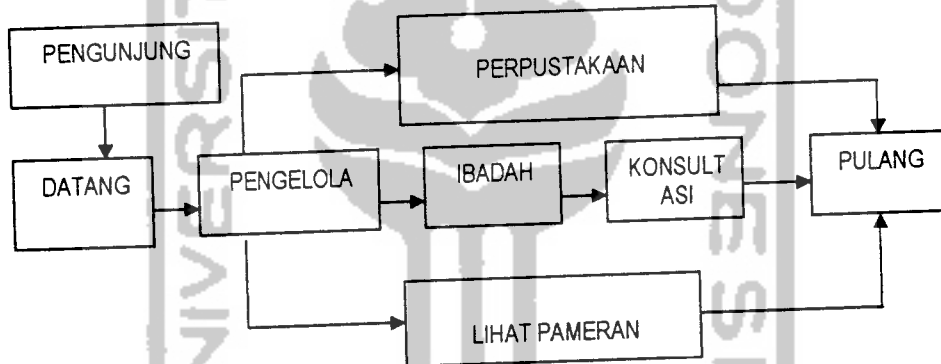 PENGUNJUNG
PERPUSTAKAAN
DATANG
PENGELOLA
IBADAH
KONSULT
ASI
PULANG
LIHAT PAMERAN